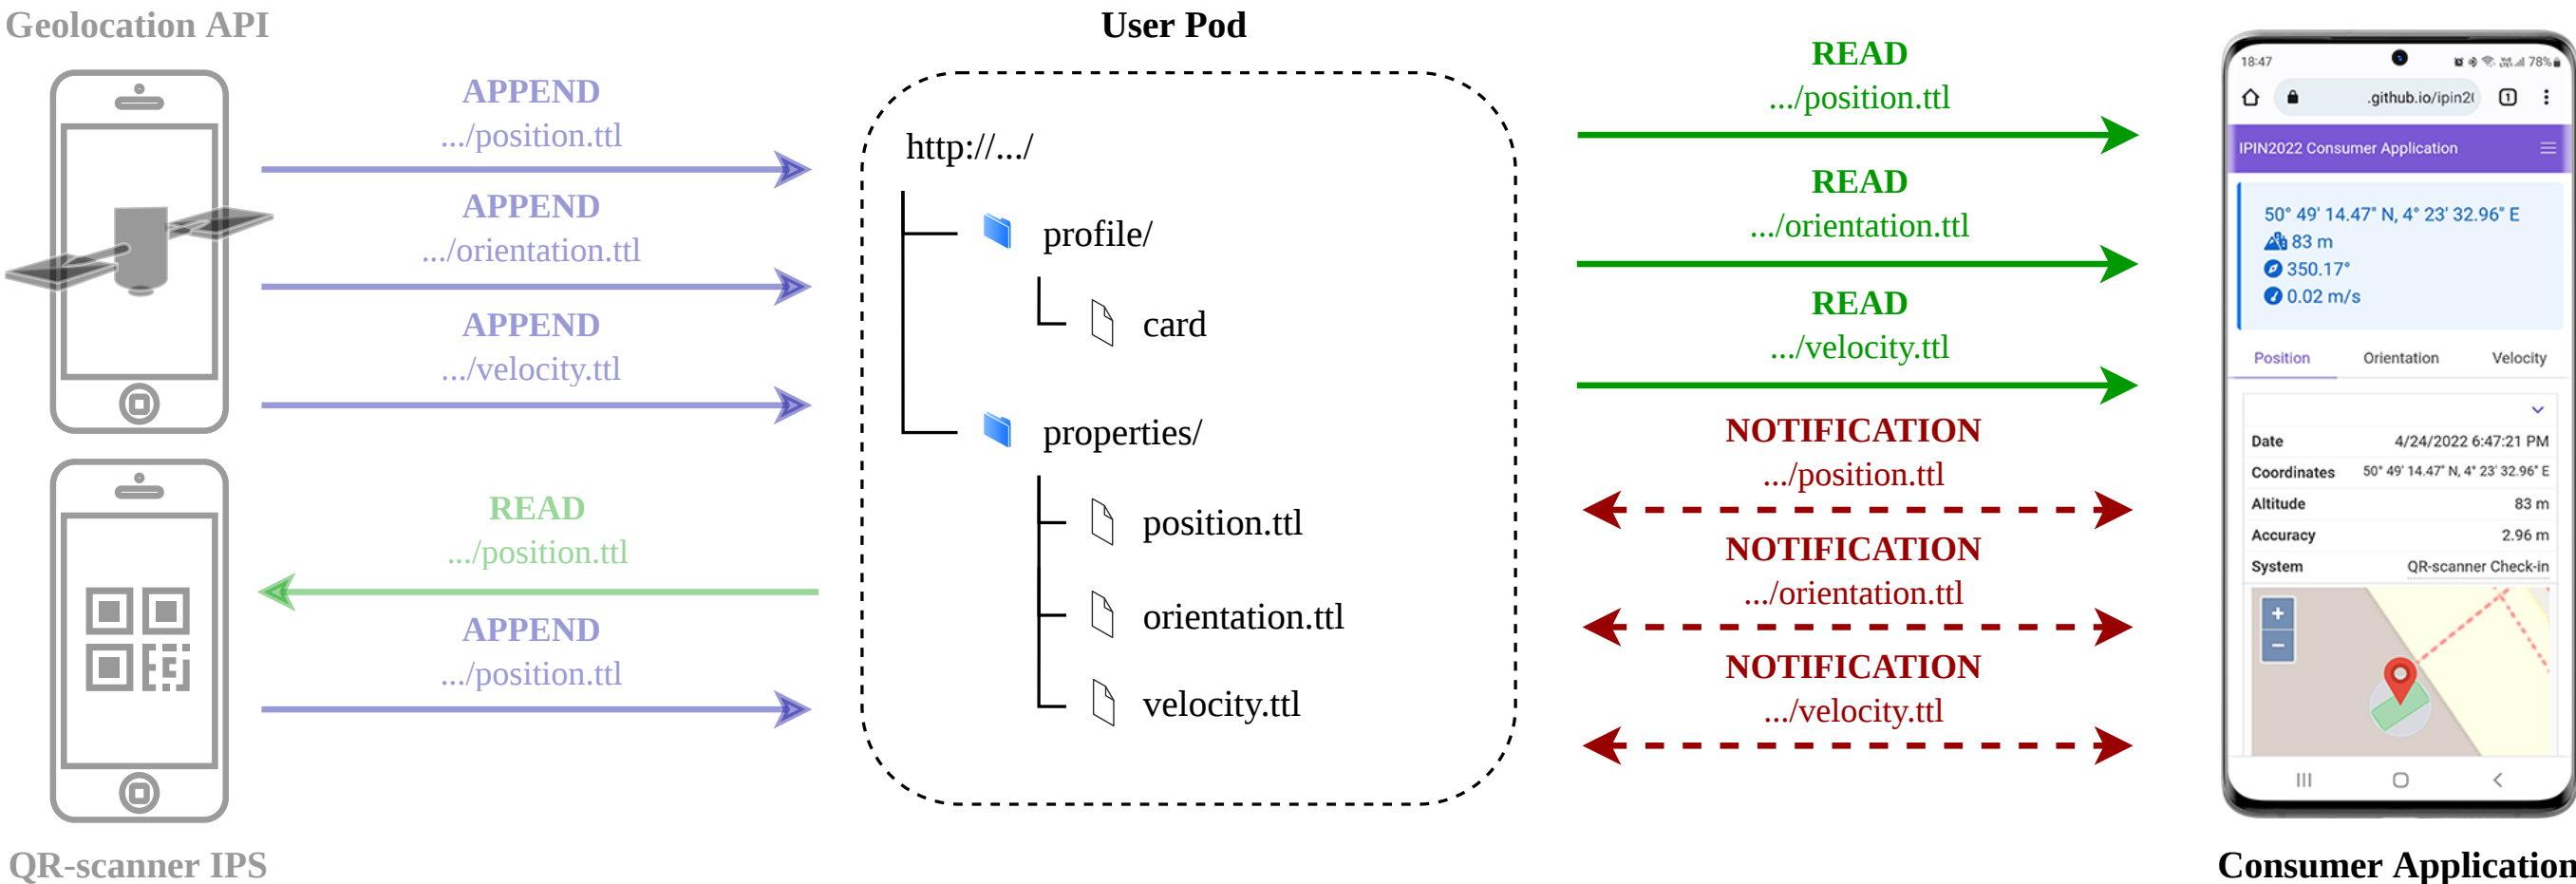 Geolocation API
APPEND
.../position.ttl
APPEND
.../orientation.ttl
APPEND
.../velocity.ttl
READ
.../position.ttl
APPEND
.../position.ttl
QR-scanner IPS
User Pod
http://.../
profile/
card
properties/
position.ttl
orientation.ttl
velocity.ttl
READ
.../position.ttl
READ
.../orientation.ttl
READ
.../velocity.ttl
NOTIFICATION
.../position.ttl
NOTIFICATION
.../orientation.ttl
NOTIFICATION
.../velocity.ttl
18:47 78%
.github.io/ipin2( 1
IPIN2022 Consumer Application
50° 49' 14.47" N, 4° 23' 32.96" E
83 m
350.17°
0.02 m/s
Position Orientation Velocity
Date 4/24/2022 6:47:21 PM
Coordinates 50° 49' 14.47" N, 4° 23' 32.96" E
Altitude 83 m
Accuracy 2.96 m
System QR-scanner Check-in
+
−
Consumer Application